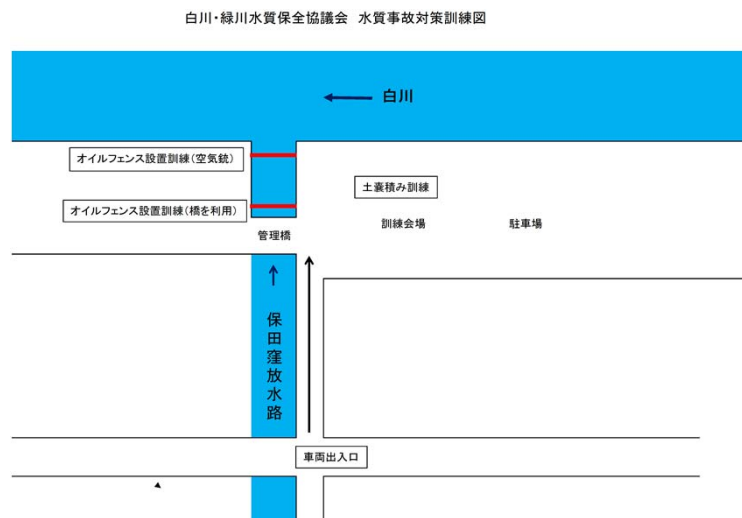 白川・緑川水質保全協議会 水質事故対策訓練図
白川
オイルフェンス設置訓練(空気銃)
土嚢積み訓練
オイルフェンス設置訓練(橋を利用)
訓練会場
駐車場
管理橋
保田窪放水路
車両出入口